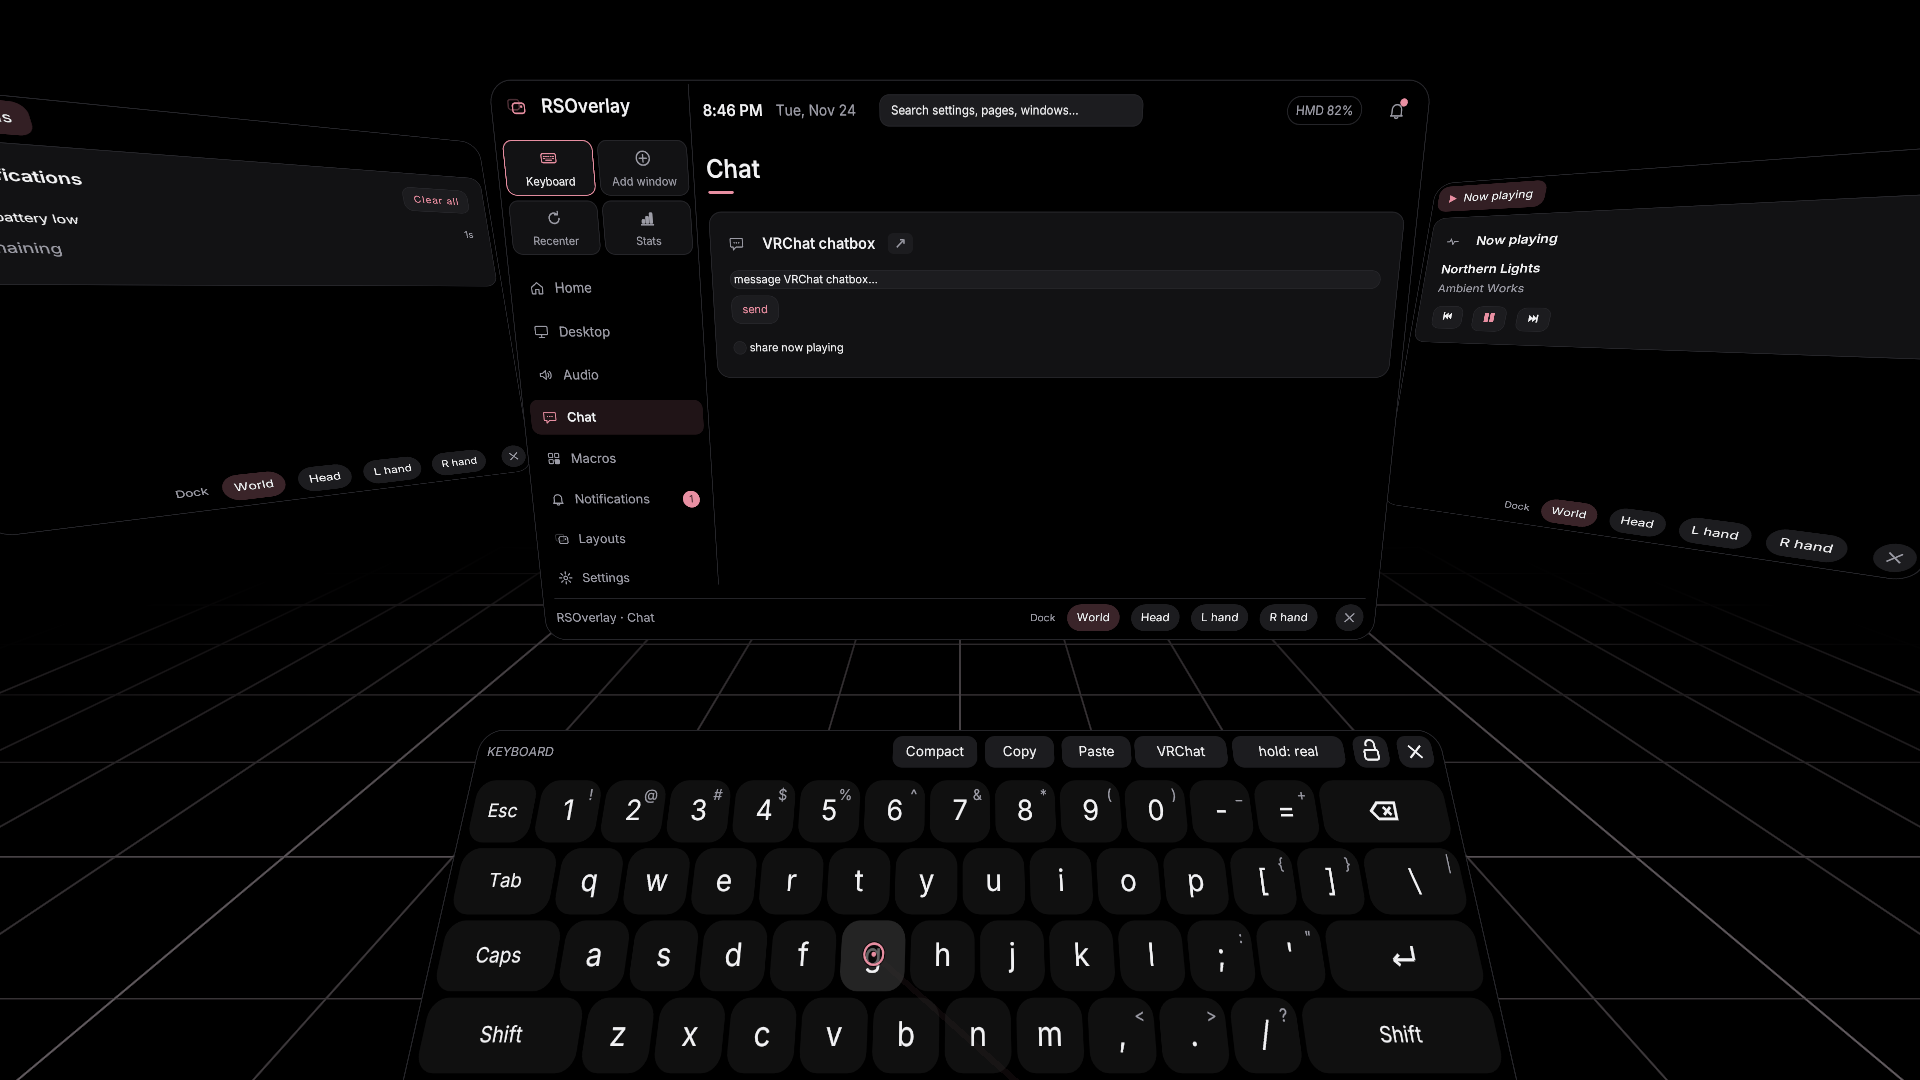 RSOverlay
8:46 PM Tue, Nov 24
Search settings, pages, windows...
HMD 82%
Keyboard
Add window
Recenter
Stats
Home
Desktop
Audio
Chat
Macros
Notifications 1
Layouts
Settings
Chat
VRChat chatbox
message VRChat chatbox...
send
share now playing
RSOverlay · Chat
Dock World Head L hand R hand
Clear all
battery low
1s
Dock World Head L hand R hand
Now playing
Now playing
Northern Lights
Ambient Works
Dock World Head L hand R hand
KEYBOARD Compact Copy Paste VRChat hold: real
Esc 1 ! 2 @ 3 # 4 $ 5 % 6 ^ 7 & 8 * 9 ( 0 ) - _ = +
Tab q w e r t y u i o p [ { ] } \ |
Caps a s d f g h j k l ; : ' "
Shift z x c v b n m , < . > / ? Shift